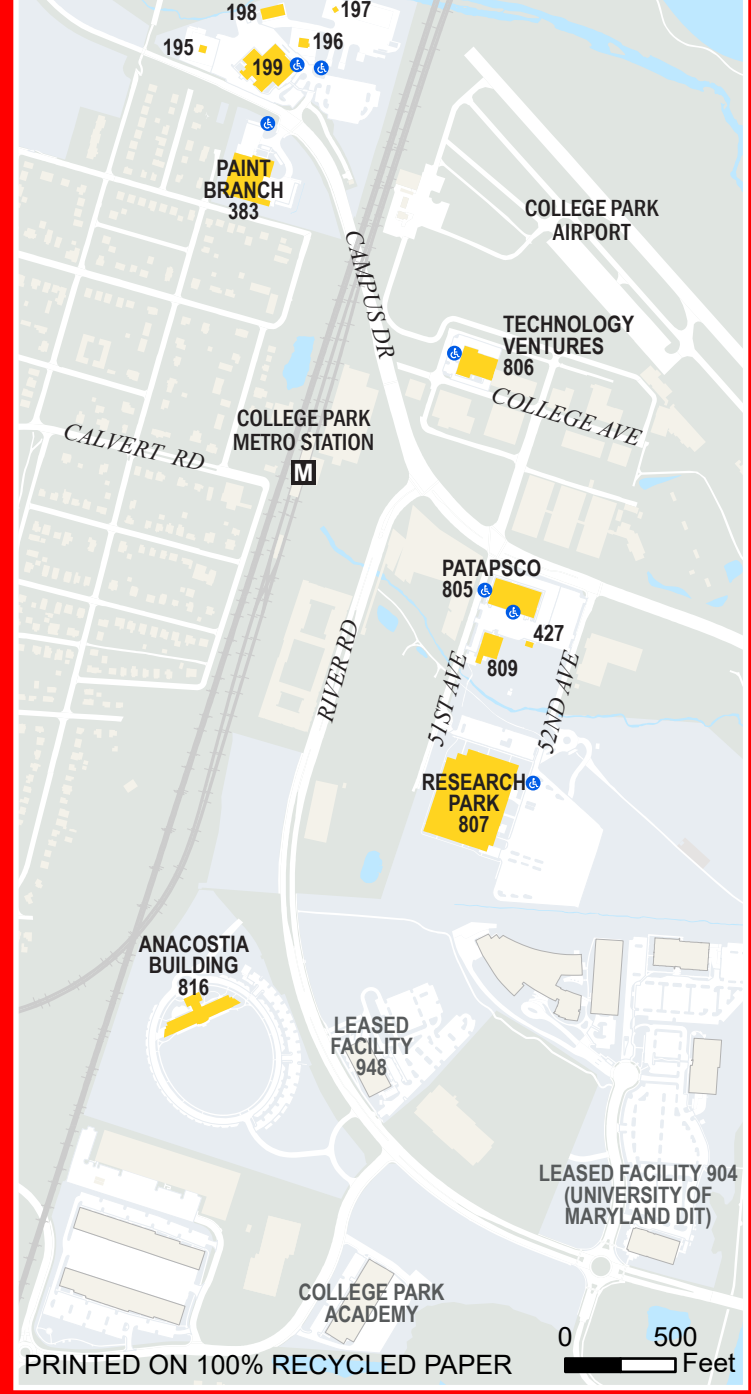 198
197
195
196
199
PAINT
BRANCH
383
COLLEGE PARK
AIRPORT
CAMPUS DR
TECHNOLOGY
VENTURES
806
COLLEGE AVE
COLLEGE PARK
METRO STATION
M
CALVERT RD
PATAPSCO
805
427
809
RIVER RD
51ST AVE
52ND AVE
RESEARCH
PARK
807
ANACOSTIA
BUILDING
816
LEASED
FACILITY
948
LEASED FACILITY 904
(UNIVERSITY OF
MARYLAND DIT)
COLLEGE PARK
ACADEMY
0 500
Feet
PRINTED ON 100% RECYCLED PAPER